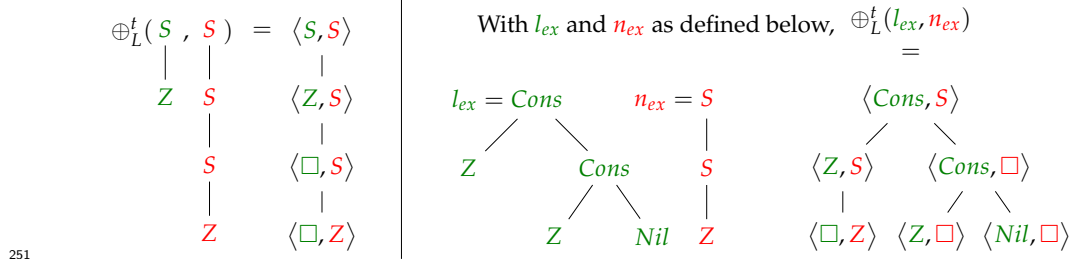 ⊕ᵗ_L( S , S ) = ⟨S, S⟩
Z S ⟨Z, S⟩
S ⟨□, S⟩
Z ⟨□, Z⟩
With l_ex and n_ex as defined below, ⊕ᵗ_L(l_ex, n_ex)
=
l_ex = Cons n_ex = S ⟨Cons, S⟩
Z Cons S ⟨Z, S⟩ ⟨Cons, □⟩
Z Nil Z ⟨□, Z⟩ ⟨Z, □⟩ ⟨Nil, □⟩
251